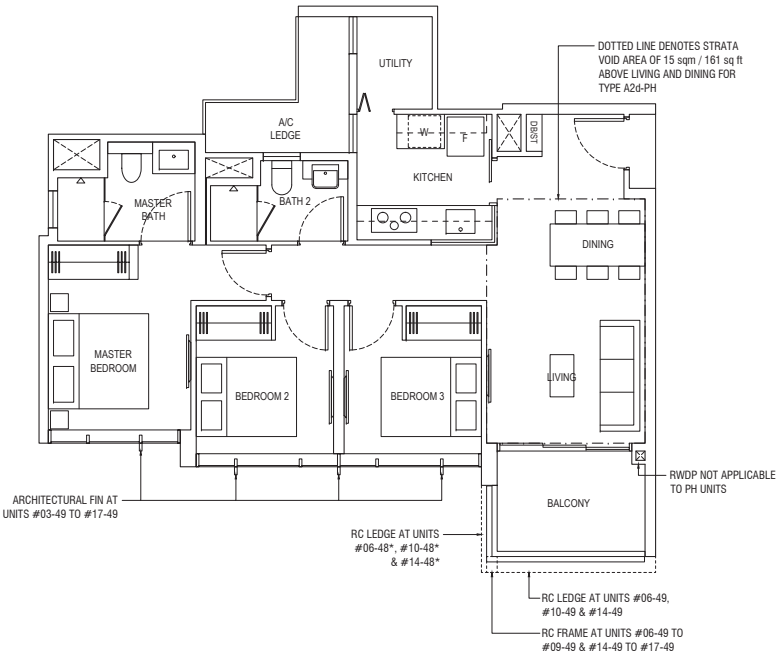 DOTTED LINE DENOTES STRATA
VOID AREA OF 15 sqm / 161 sq ft
ABOVE LIVING AND DINING FOR
TYPE A2d-PH
UTILITY
A/C
LEDGE
W
F
DB/ST
KITCHEN
MASTER
BATH
BATH 2
DINING
MASTER
BEDROOM
BEDROOM 2
BEDROOM 3
LIVING
RWDP NOT APPLICABLE
TO PH UNITS
ARCHITECTURAL FIN AT
UNITS #03-49 TO #17-49
BALCONY
RC LEDGE AT UNITS
#06-48*, #10-48*
& #14-48*
RC LEDGE AT UNITS #06-49,
#10-49 & #14-49
RC FRAME AT UNITS #06-49 TO
#09-49 & #14-49 TO #17-49